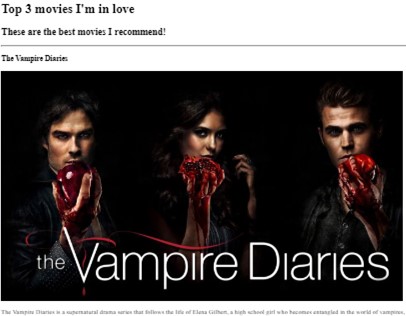 Top 3 movies I'm in love
These are the best movies I recommend!
The Vampire Diaries
the Vampire Diaries
The Vampire Diaries is a supernatural drama series that follows the life of Elena Gilbert, a high school girl who becomes entangled in the world of vampires,